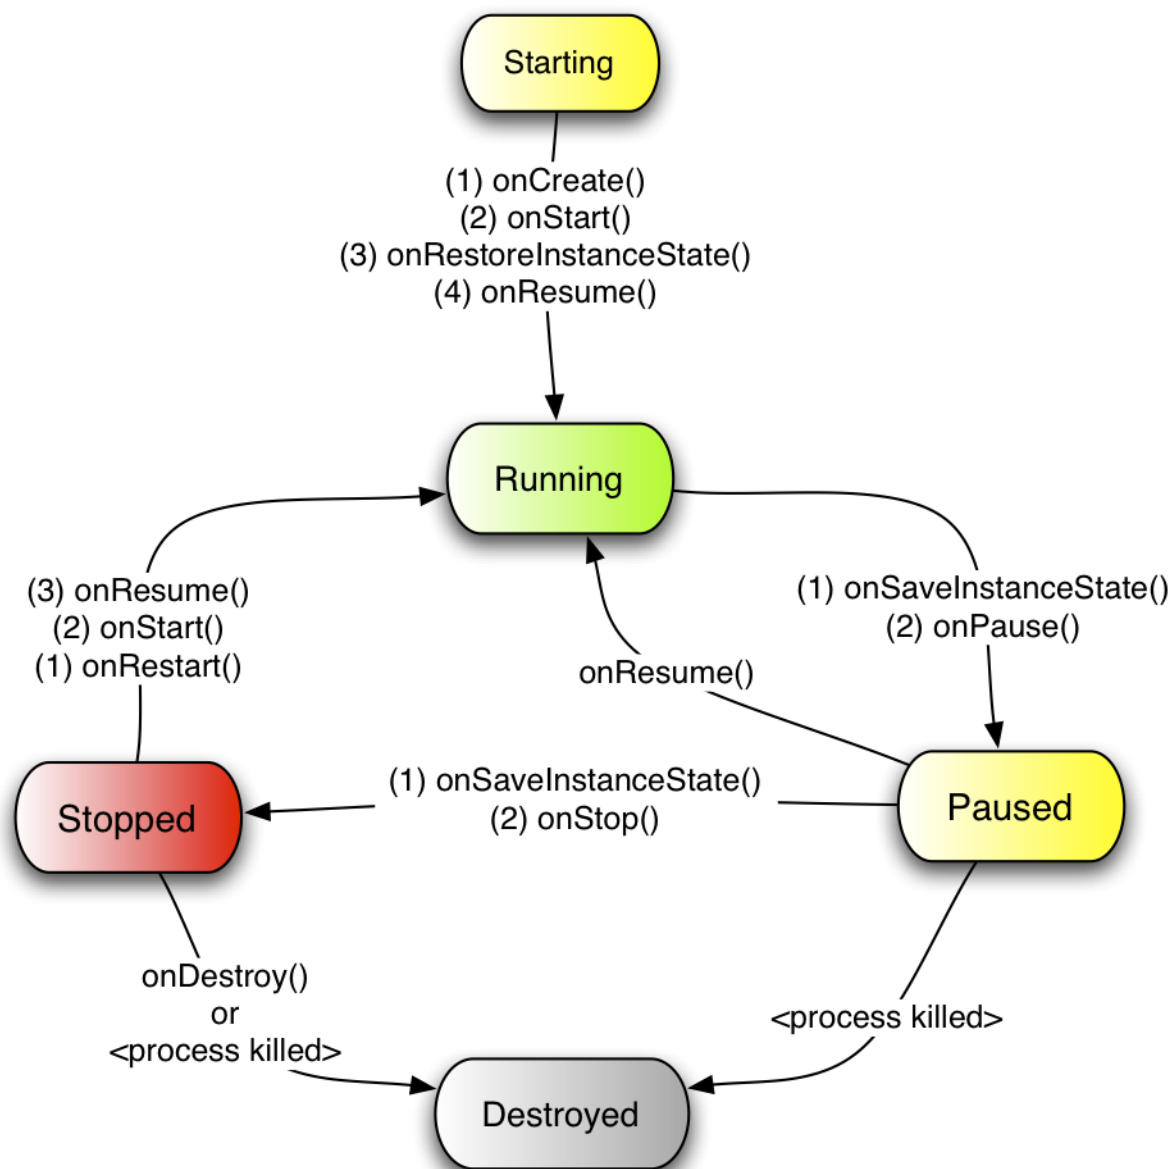 Starting
(1) onCreate()
(2) onStart()
(3) onRestoreInstanceState()
(4) onResume()
Running
(3) onResume()
(2) onStart()
(1) onRestart()
(1) onSaveInstanceState()
(2) onPause()
onResume()
(1) onSaveInstanceState()
(2) onStop()
Stopped
Paused
onDestroy()
or
<process killed>
<process killed>
Destroyed